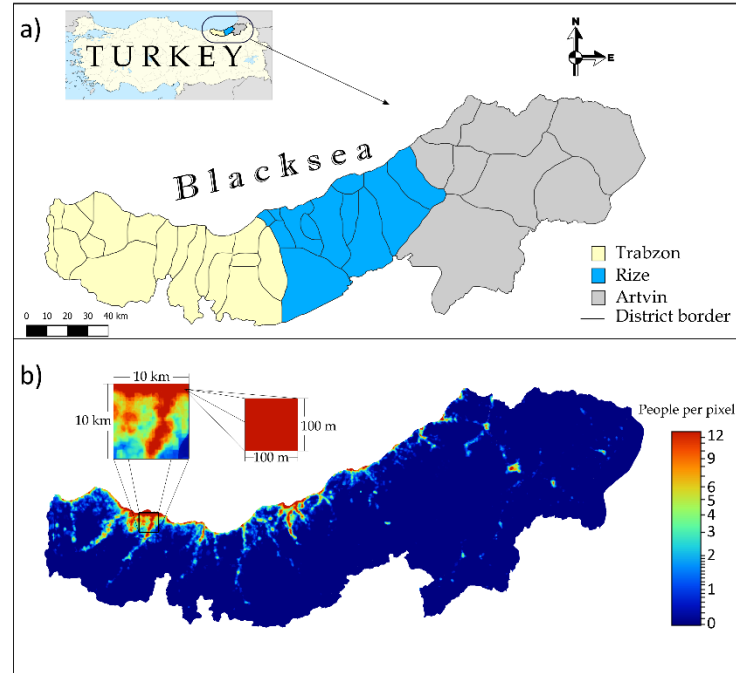 a)
TURKEY
N
E
Blacksea
Trabzon
Rize
Artvin
District border
0 10 20 30 40 km
b)
10 km
10 km
100 m
100 m
People per pixel
12
9
6
5
4
3
2
1
0